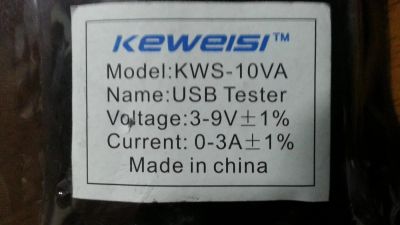 KEWEISI™
Model:KWS-10VA
Name:USB Tester
Voltage:3-9V±1%
Current: 0-3A±1%
Made in china